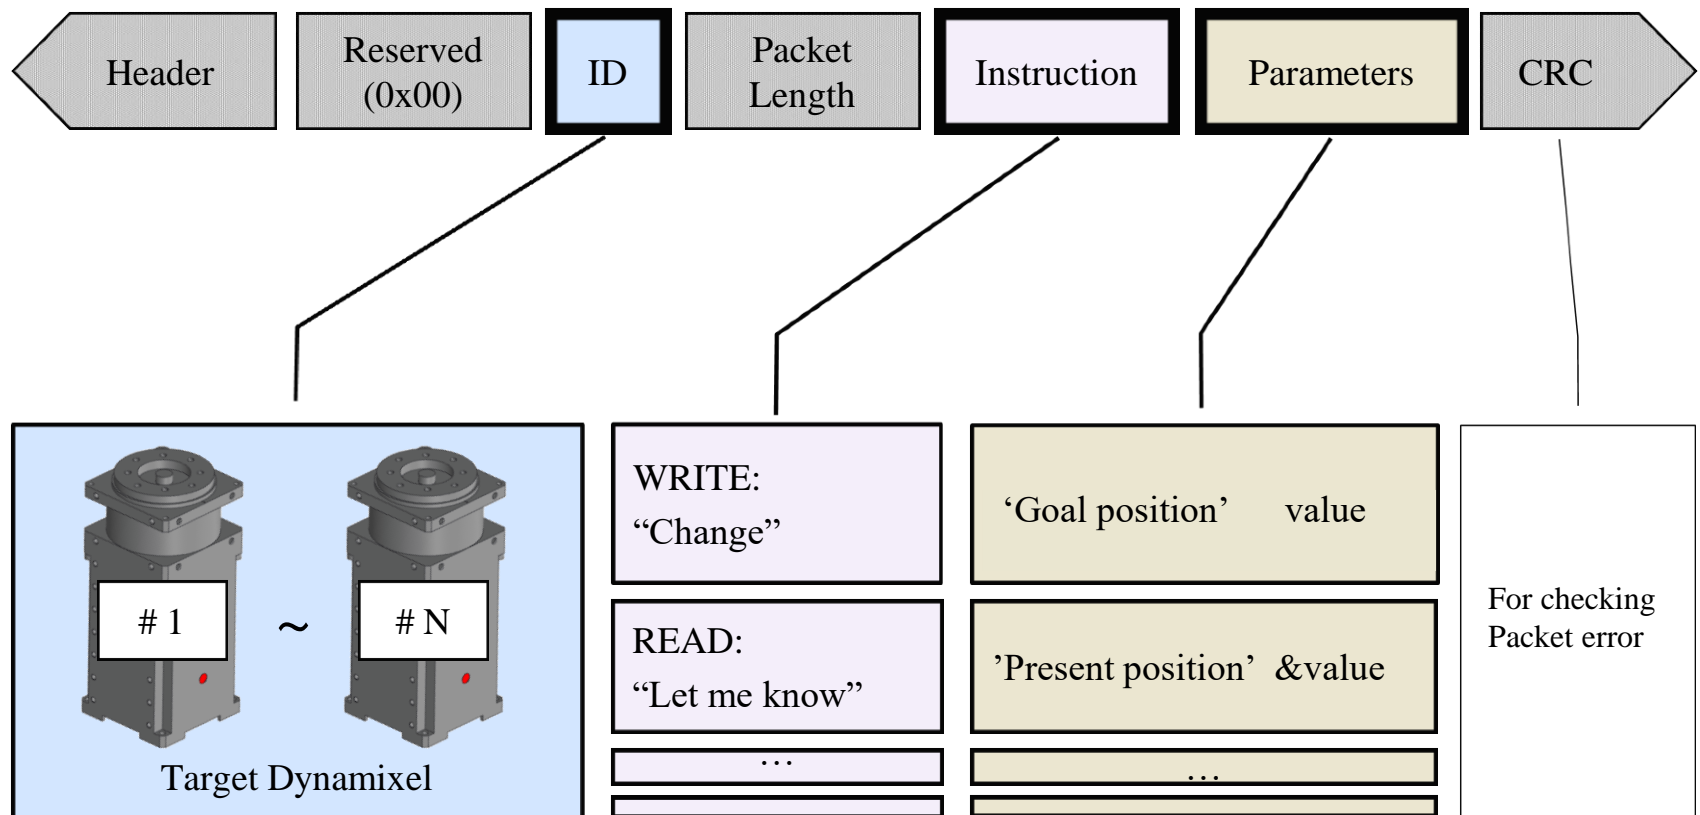 Header
Reserved
(0x00)
ID
Packet
Length
Instruction
Parameters
CRC
# 1
~
# N
Target Dynamixel
WRITE:
“Change”
READ:
“Let me know”
…
‘Goal position’ value
’Present position’ &value
…
For checking
Packet error